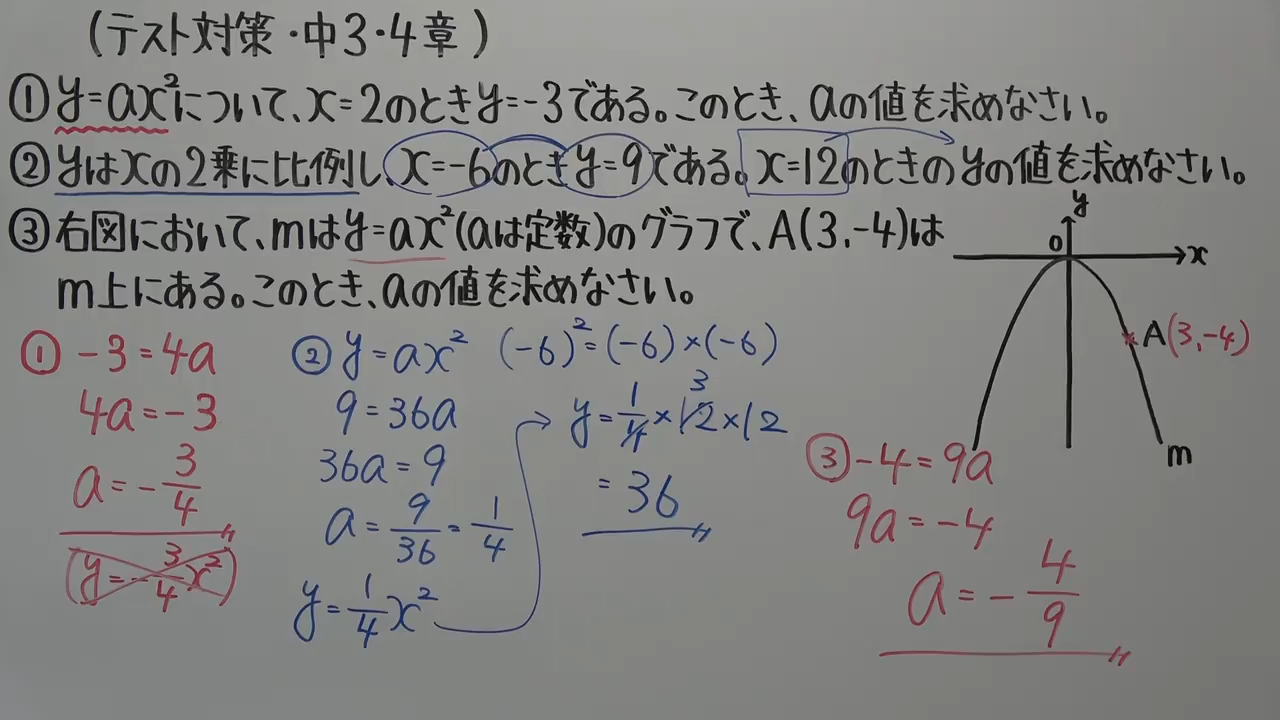 (テスト対策・中3・4章)
①y=ax²について、x=2のときy=-3である。このとき、aの値を求めなさい。
②yはxの2乗に比例し、x=-6のときy=9である。x=12のときのyの値を求めなさい。
③右図において、mはy=ax²(aは定数)のグラフで、A(3,-4)は
m上にある。このとき、aの値を求めなさい。
y
0
x
A(3,-4)
m
① -3=4a
4a=-3
a=-3/4
(y=-3/4x²)
② y=ax² (-6)²=(-6)×(-6)
9=36a
36a=9
a=9/36=1/4
y=1/4x²
3
y=1/4×12×12
=36
③ -4=9a
9a=-4
a=-4/9